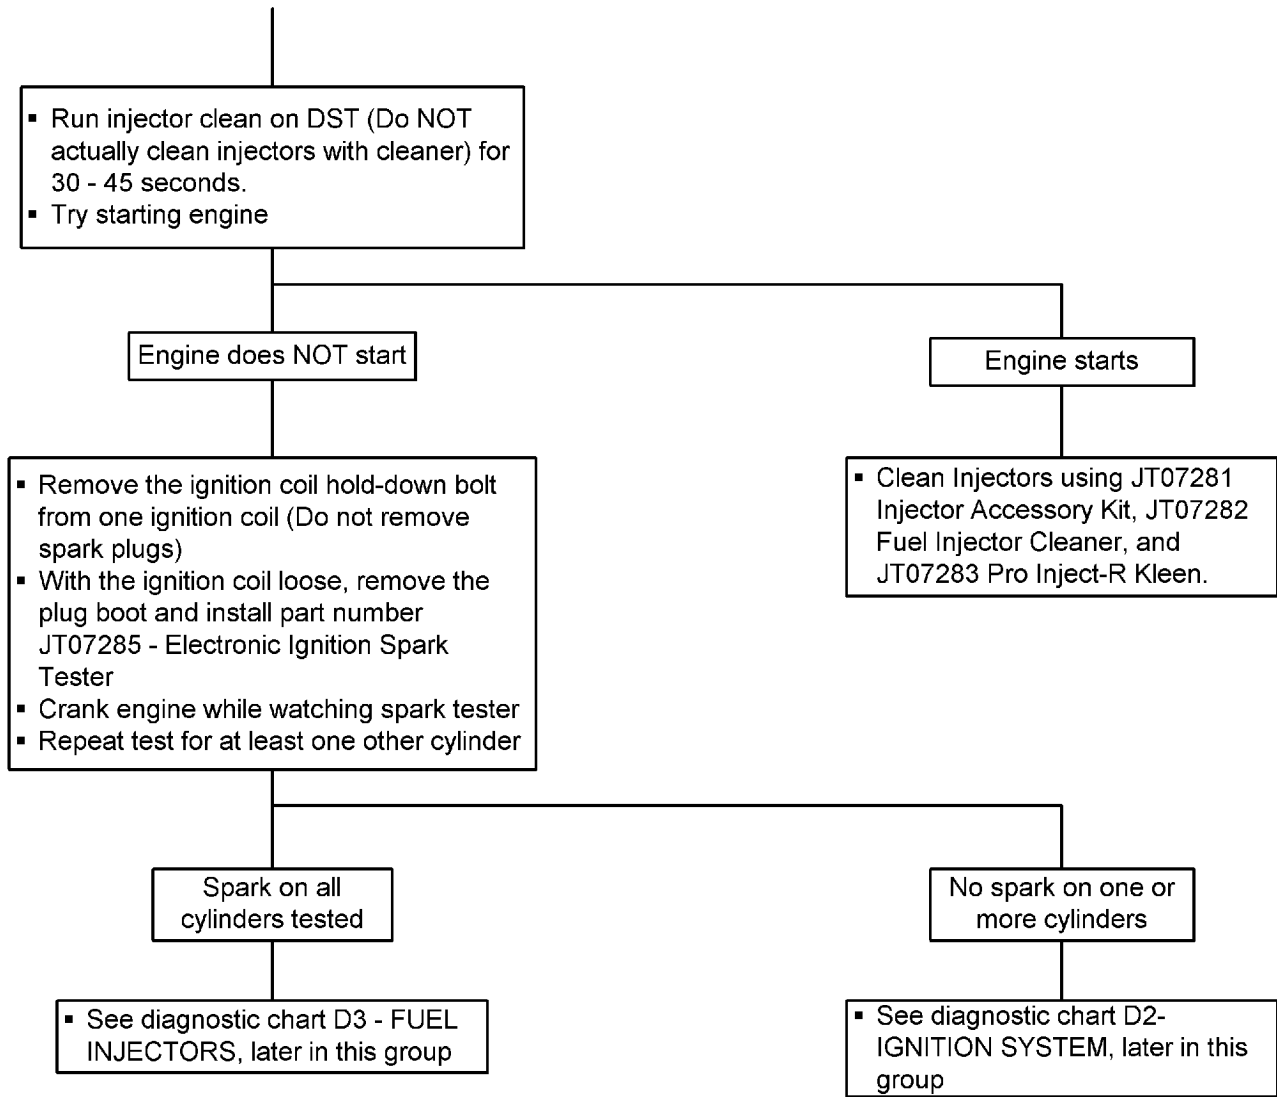 ▪ Run injector clean on DST (Do NOT
actually clean injectors with cleaner) for
30 - 45 seconds.
▪ Try starting engine
Engine does NOT start
Engine starts
▪ Remove the ignition coil hold-down bolt
from one ignition coil (Do not remove
spark plugs)
▪ With the ignition coil loose, remove the
plug boot and install part number
JT07285 - Electronic Ignition Spark
Tester
▪ Crank engine while watching spark tester
▪ Repeat test for at least one other cylinder
▪ Clean Injectors using JT07281
Injector Accessory Kit, JT07282
Fuel Injector Cleaner, and
JT07283 Pro Inject-R Kleen.
Spark on all
cylinders tested
No spark on one or
more cylinders
▪ See diagnostic chart D3 - FUEL
INJECTORS, later in this group
▪ See diagnostic chart D2-
IGNITION SYSTEM, later in this
group